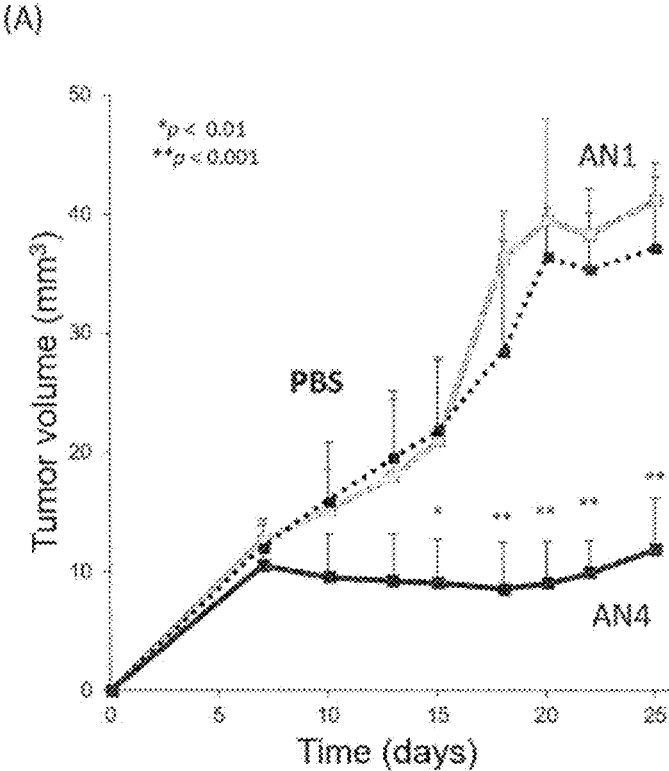 (A)
50
*p < 0.01
**p < 0.001
AN1
40
Tumor volume (mm³)
30
PBS
20
* ** ** ** **
10
AN4
0
0 5 10 15 20 25
Time (days)